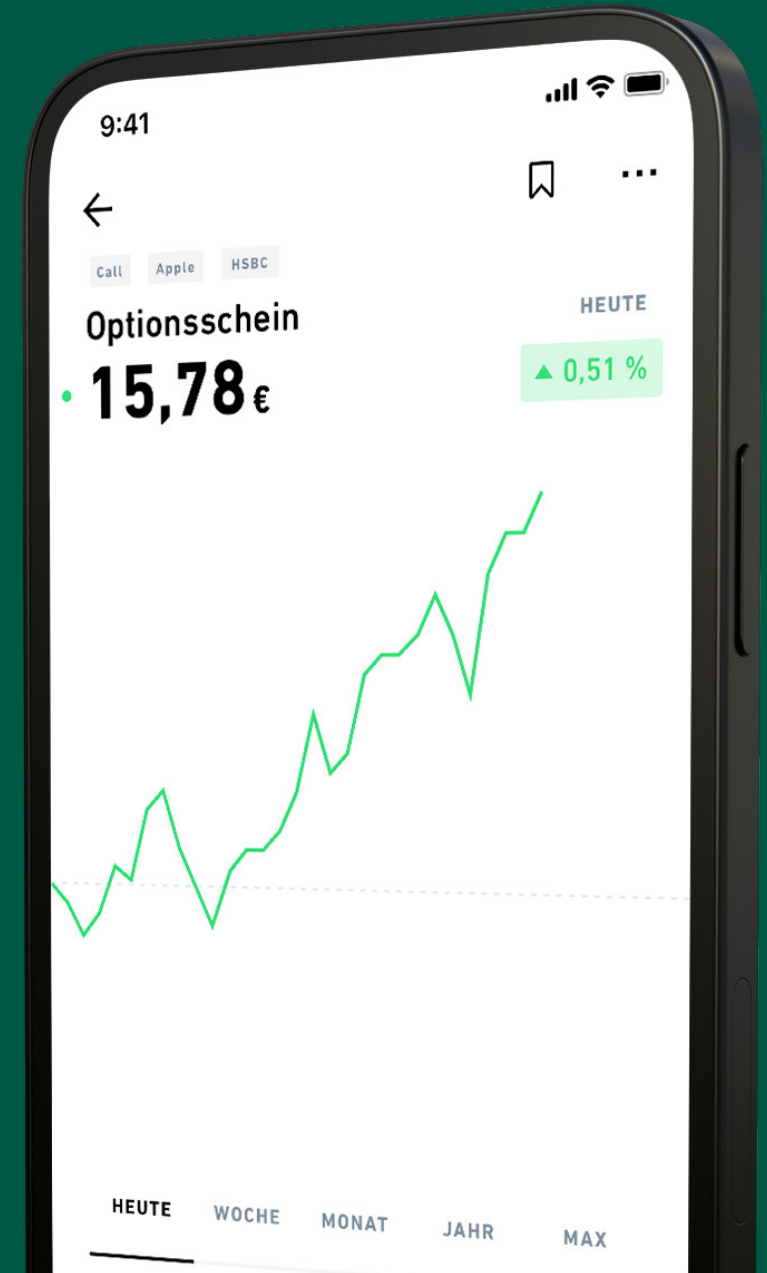 9:41
Call Apple HSBC
Optionsschein
HEUTE
15,78 €
▲ 0,51 %
HEUTE WOCHE MONAT JAHR MAX